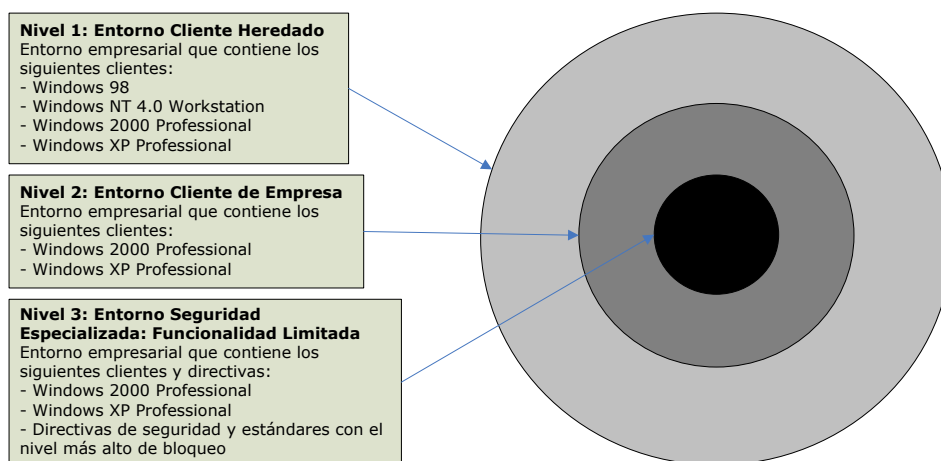 Nivel 1: Entorno Cliente Heredado
Entorno empresarial que contiene los
siguientes clientes:
- Windows 98
- Windows NT 4.0 Workstation
- Windows 2000 Professional
- Windows XP Professional
Nivel 2: Entorno Cliente de Empresa
Entorno empresarial que contiene los
siguientes clientes:
- Windows 2000 Professional
- Windows XP Professional
Nivel 3: Entorno Seguridad
Especializada: Funcionalidad Limitada
Entorno empresarial que contiene los
siguientes clientes y directivas:
- Windows 2000 Professional
- Windows XP Professional
- Directivas de seguridad y estándares con el
nivel más alto de bloqueo